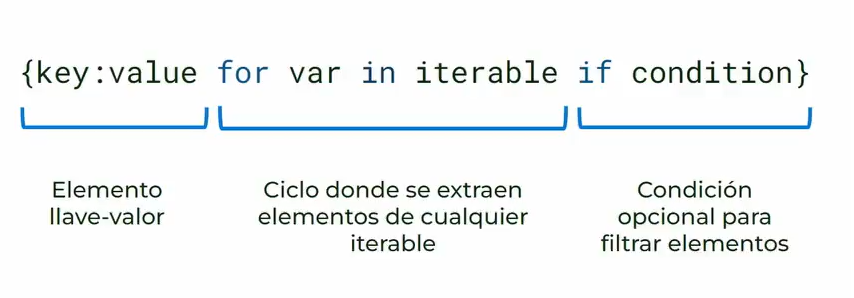 {key:value for var in iterable if condition}
Elemento
llave-valor
Ciclo donde se extraen
elementos de cualquier
iterable
Condición
opcional para
filtrar elementos